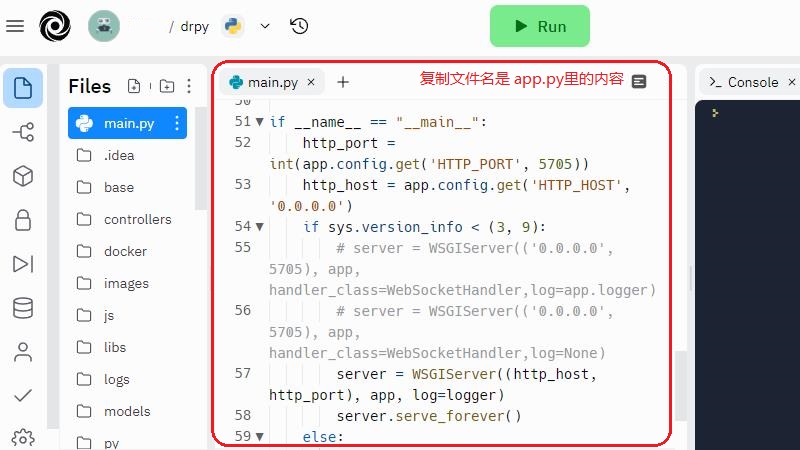 / drpy
Run
Files
main.py
.idea
base
controllers
docker
images
js
libs
logs
models
py
main.py × +
复制文件名是 app.py里的内容
50
51 if __name__ == "__main__":
52 http_port =
int(app.config.get('HTTP_PORT', 5705))
53 http_host = app.config.get('HTTP_HOST',
'0.0.0.0')
54 if sys.version_info < (3, 9):
55 # server = WSGIServer(('0.0.0.0',
5705), app,
handler_class=WebSocketHandler,log=app.logger)
56 # server = WSGIServer(('0.0.0.0',
5705), app,
handler_class=WebSocketHandler,log=None)
57 server = WSGIServer((http_host,
http_port), app, log=logger)
58 server.serve_forever()
59 else:
Console ×